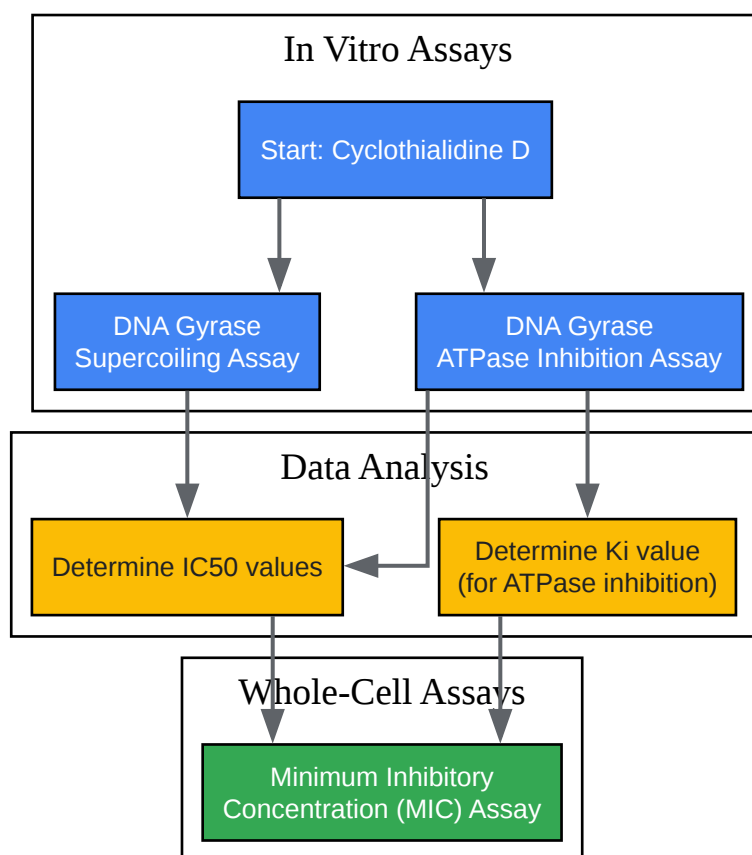 In Vitro Assays
Start: Cyclothialidine D
DNA Gyrase
Supercoiling Assay
DNA Gyrase
ATPase Inhibition Assay
Data Analysis
Determine IC50 values
Determine Ki value
(for ATPase inhibition)
Whole-Cell Assays
Minimum Inhibitory
Concentration (MIC) Assay